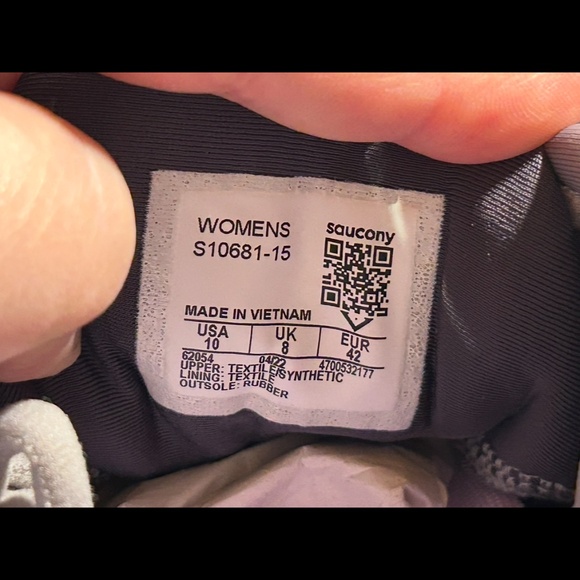 WOMENS
S10681-15
saucony
MADE IN VIETNAM
USA UK EUR
10 8 42
62054 04/22 4700532177
UPPER: TEXTILE/SYNTHETIC
LINING: TEXTILE
OUTSOLE: RUBBER